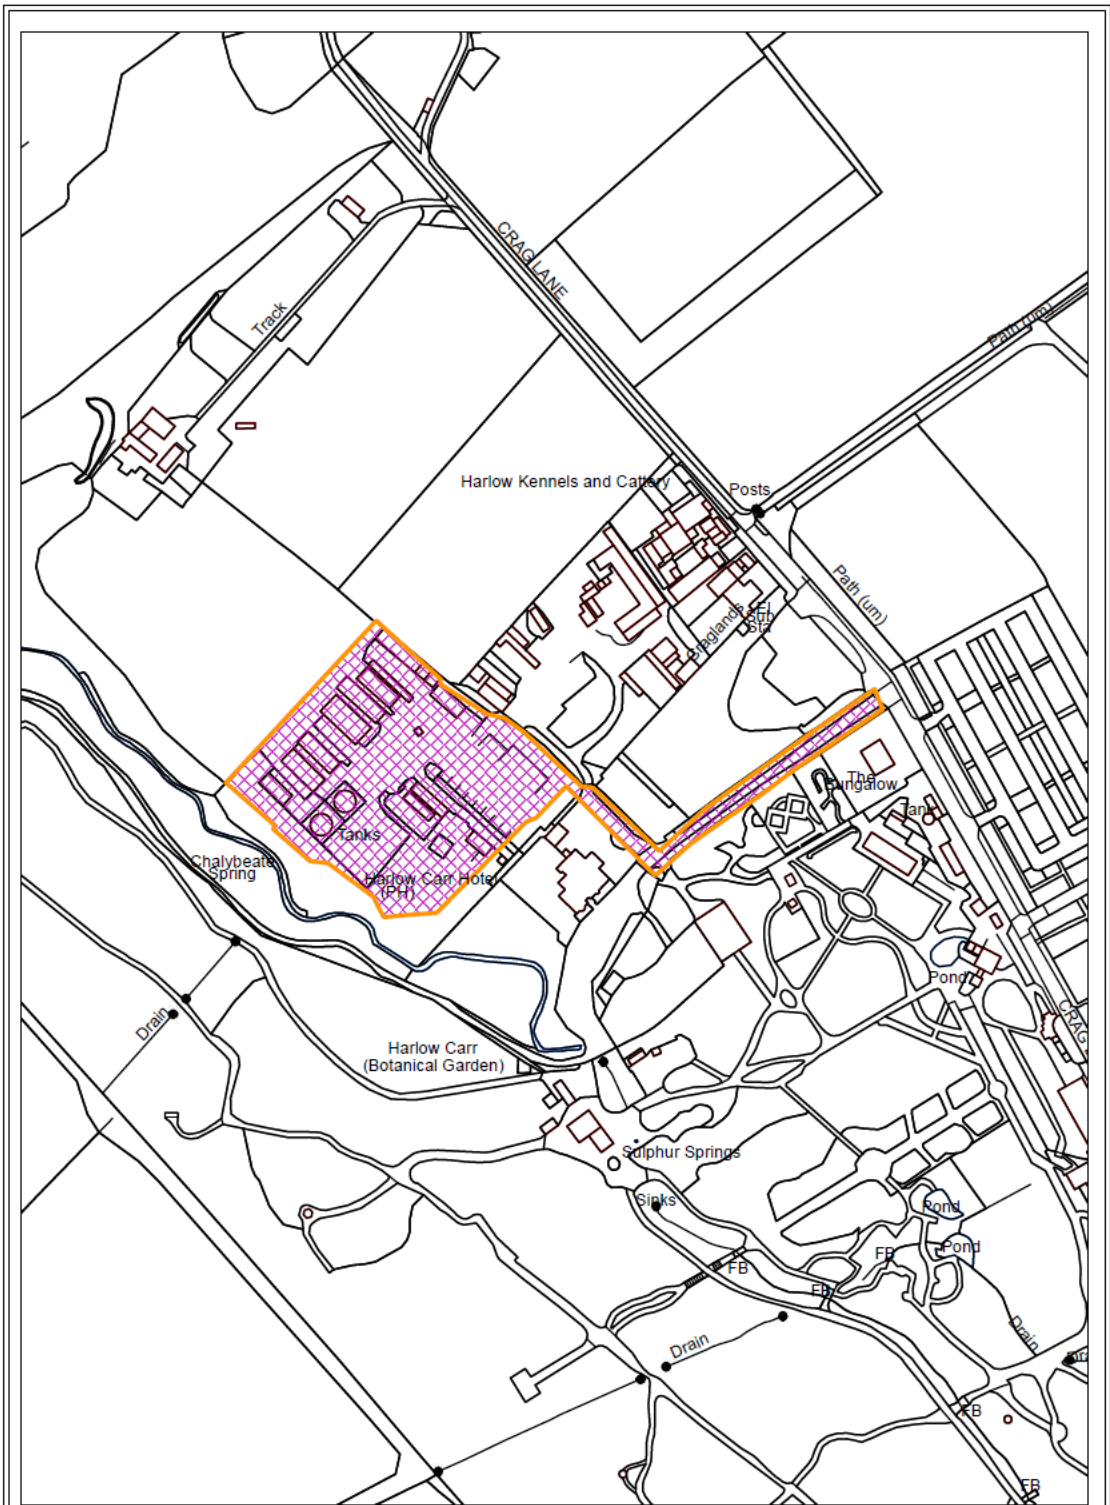 CRAG LANE
Track
Path (um)
Harlow Kennels and Cattery
Posts
Path (um)
El
Sub
Sta
Craglands
The
Bungalow
Tank
Tanks
Chalybeate
Spring
Harlow Carr Hotel
(PH)
Pond
Drain
CRAG
Harlow Carr
(Botanical Garden)
Sulphur Springs
Sinks
Pond
Pond
FB
FB
FB
Drain
Drain
FB
FB